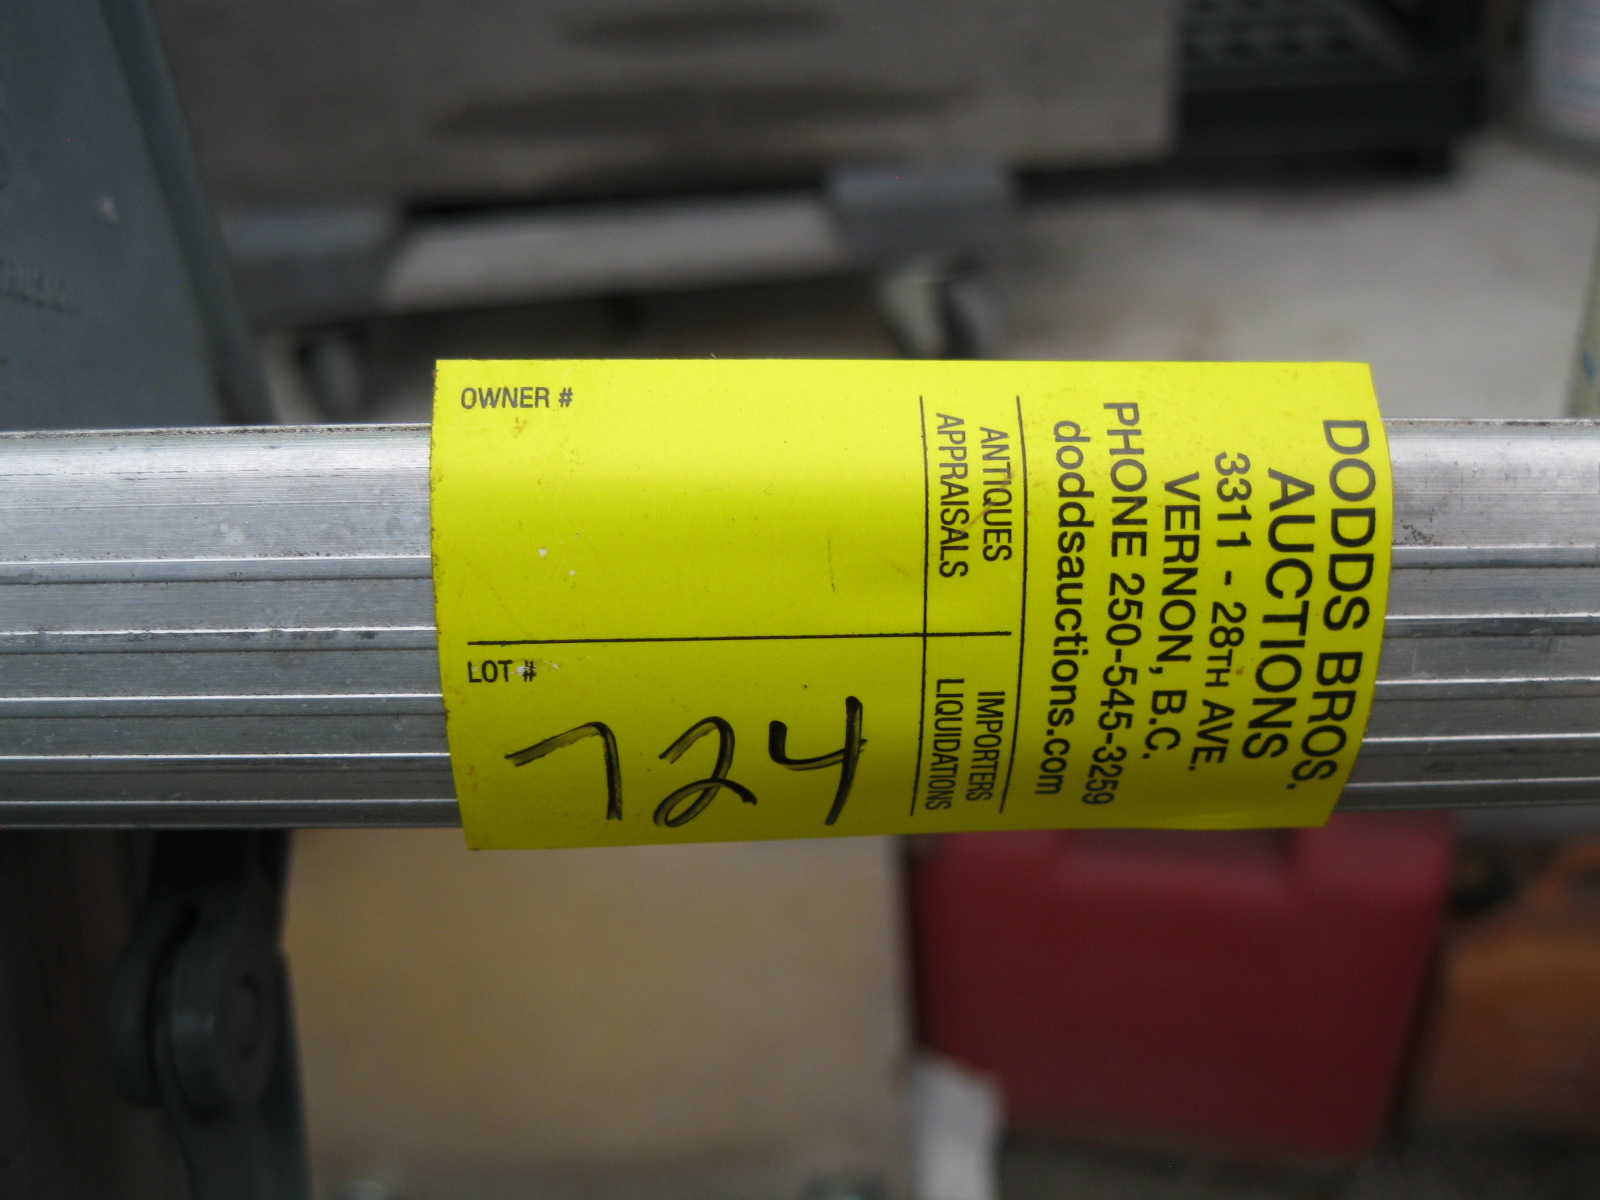 DODDS BROS.
AUCTIONS
3311 - 28TH AVE.
VERNON, B.C.
PHONE 250-545-3259
doddsauctions.com
ANTIQUES IMPORTERS
APPRAISALS LIQUIDATIONS
OWNER #
LOT #
724